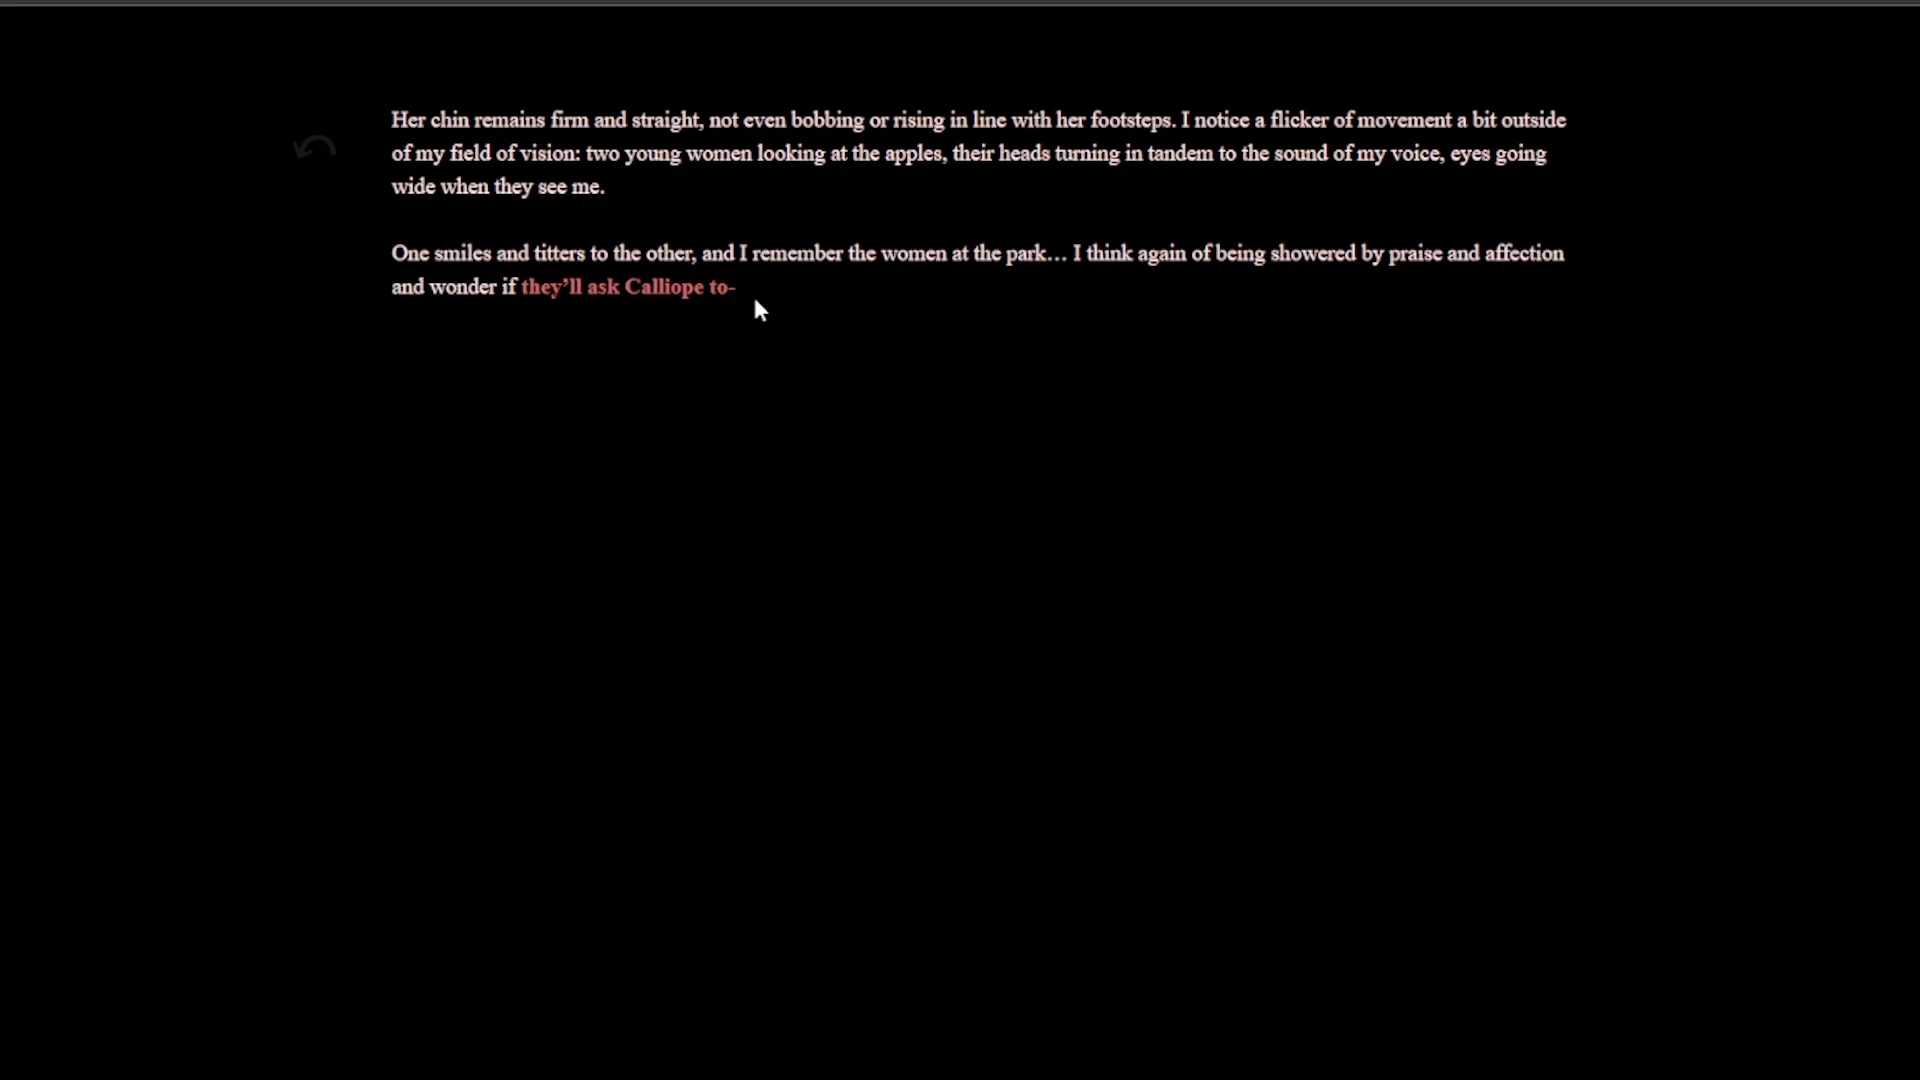 Her chin remains firm and straight, not even bobbing or rising in line with her footsteps. I notice a flicker of movement a bit outside
of my field of vision: two young women looking at the apples, their heads turning in tandem to the sound of my voice, eyes going
wide when they see me.
One smiles and titters to the other, and I remember the women at the park… I think again of being showered by praise and affection
and wonder if they’ll ask Calliope to-